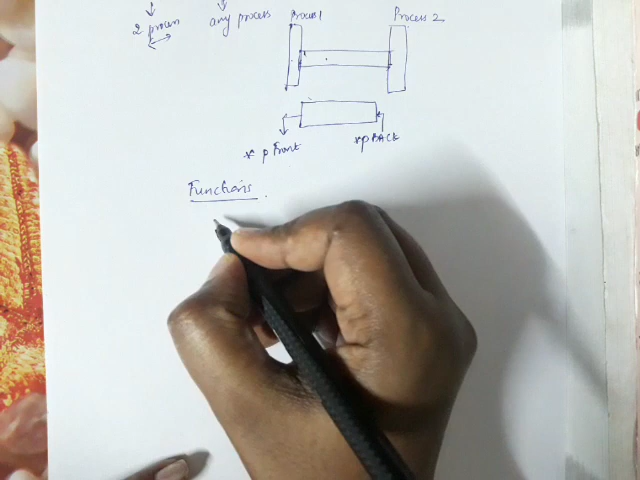 2 process any process Process 1 Process 2
* p Front *p BACK
Functions.